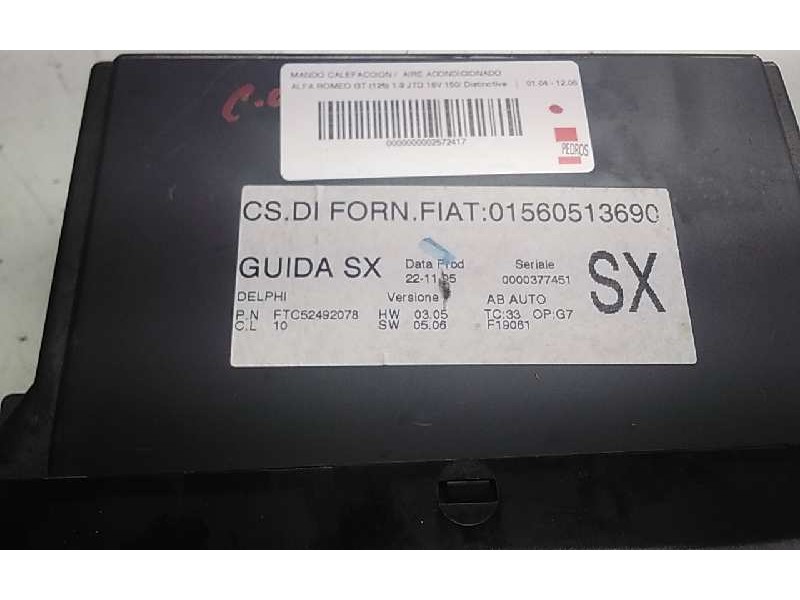 MANDO CALEFACCION / AIRE ACONDICIONADO
ALFA ROMEO GT (125) 1.9 JTD 16V 150/ Distinctive | 01.04 - 12.05
0000000002572417
PEDROS
CS.DI FORN.FIAT:01560513690
GUIDA SX Data Prod Seriale SX
22-11-05 0000377451
DELPHI Versione AB AUTO
P.N FTC52492078 HW 03.05 TC:33 OP:G7
C.L 10 SW 05.06 F19061